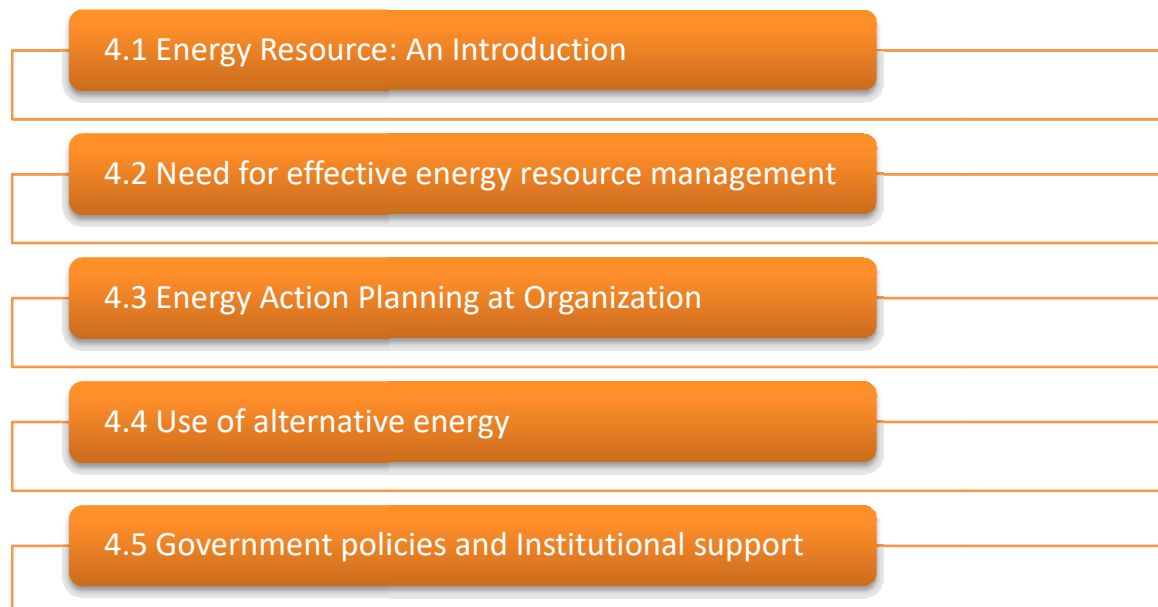 4.1 Energy Resource: An Introduction
4.2 Need for effective energy resource management
4.3 Energy Action Planning at Organization
4.4 Use of alternative energy
4.5 Government policies and Institutional support